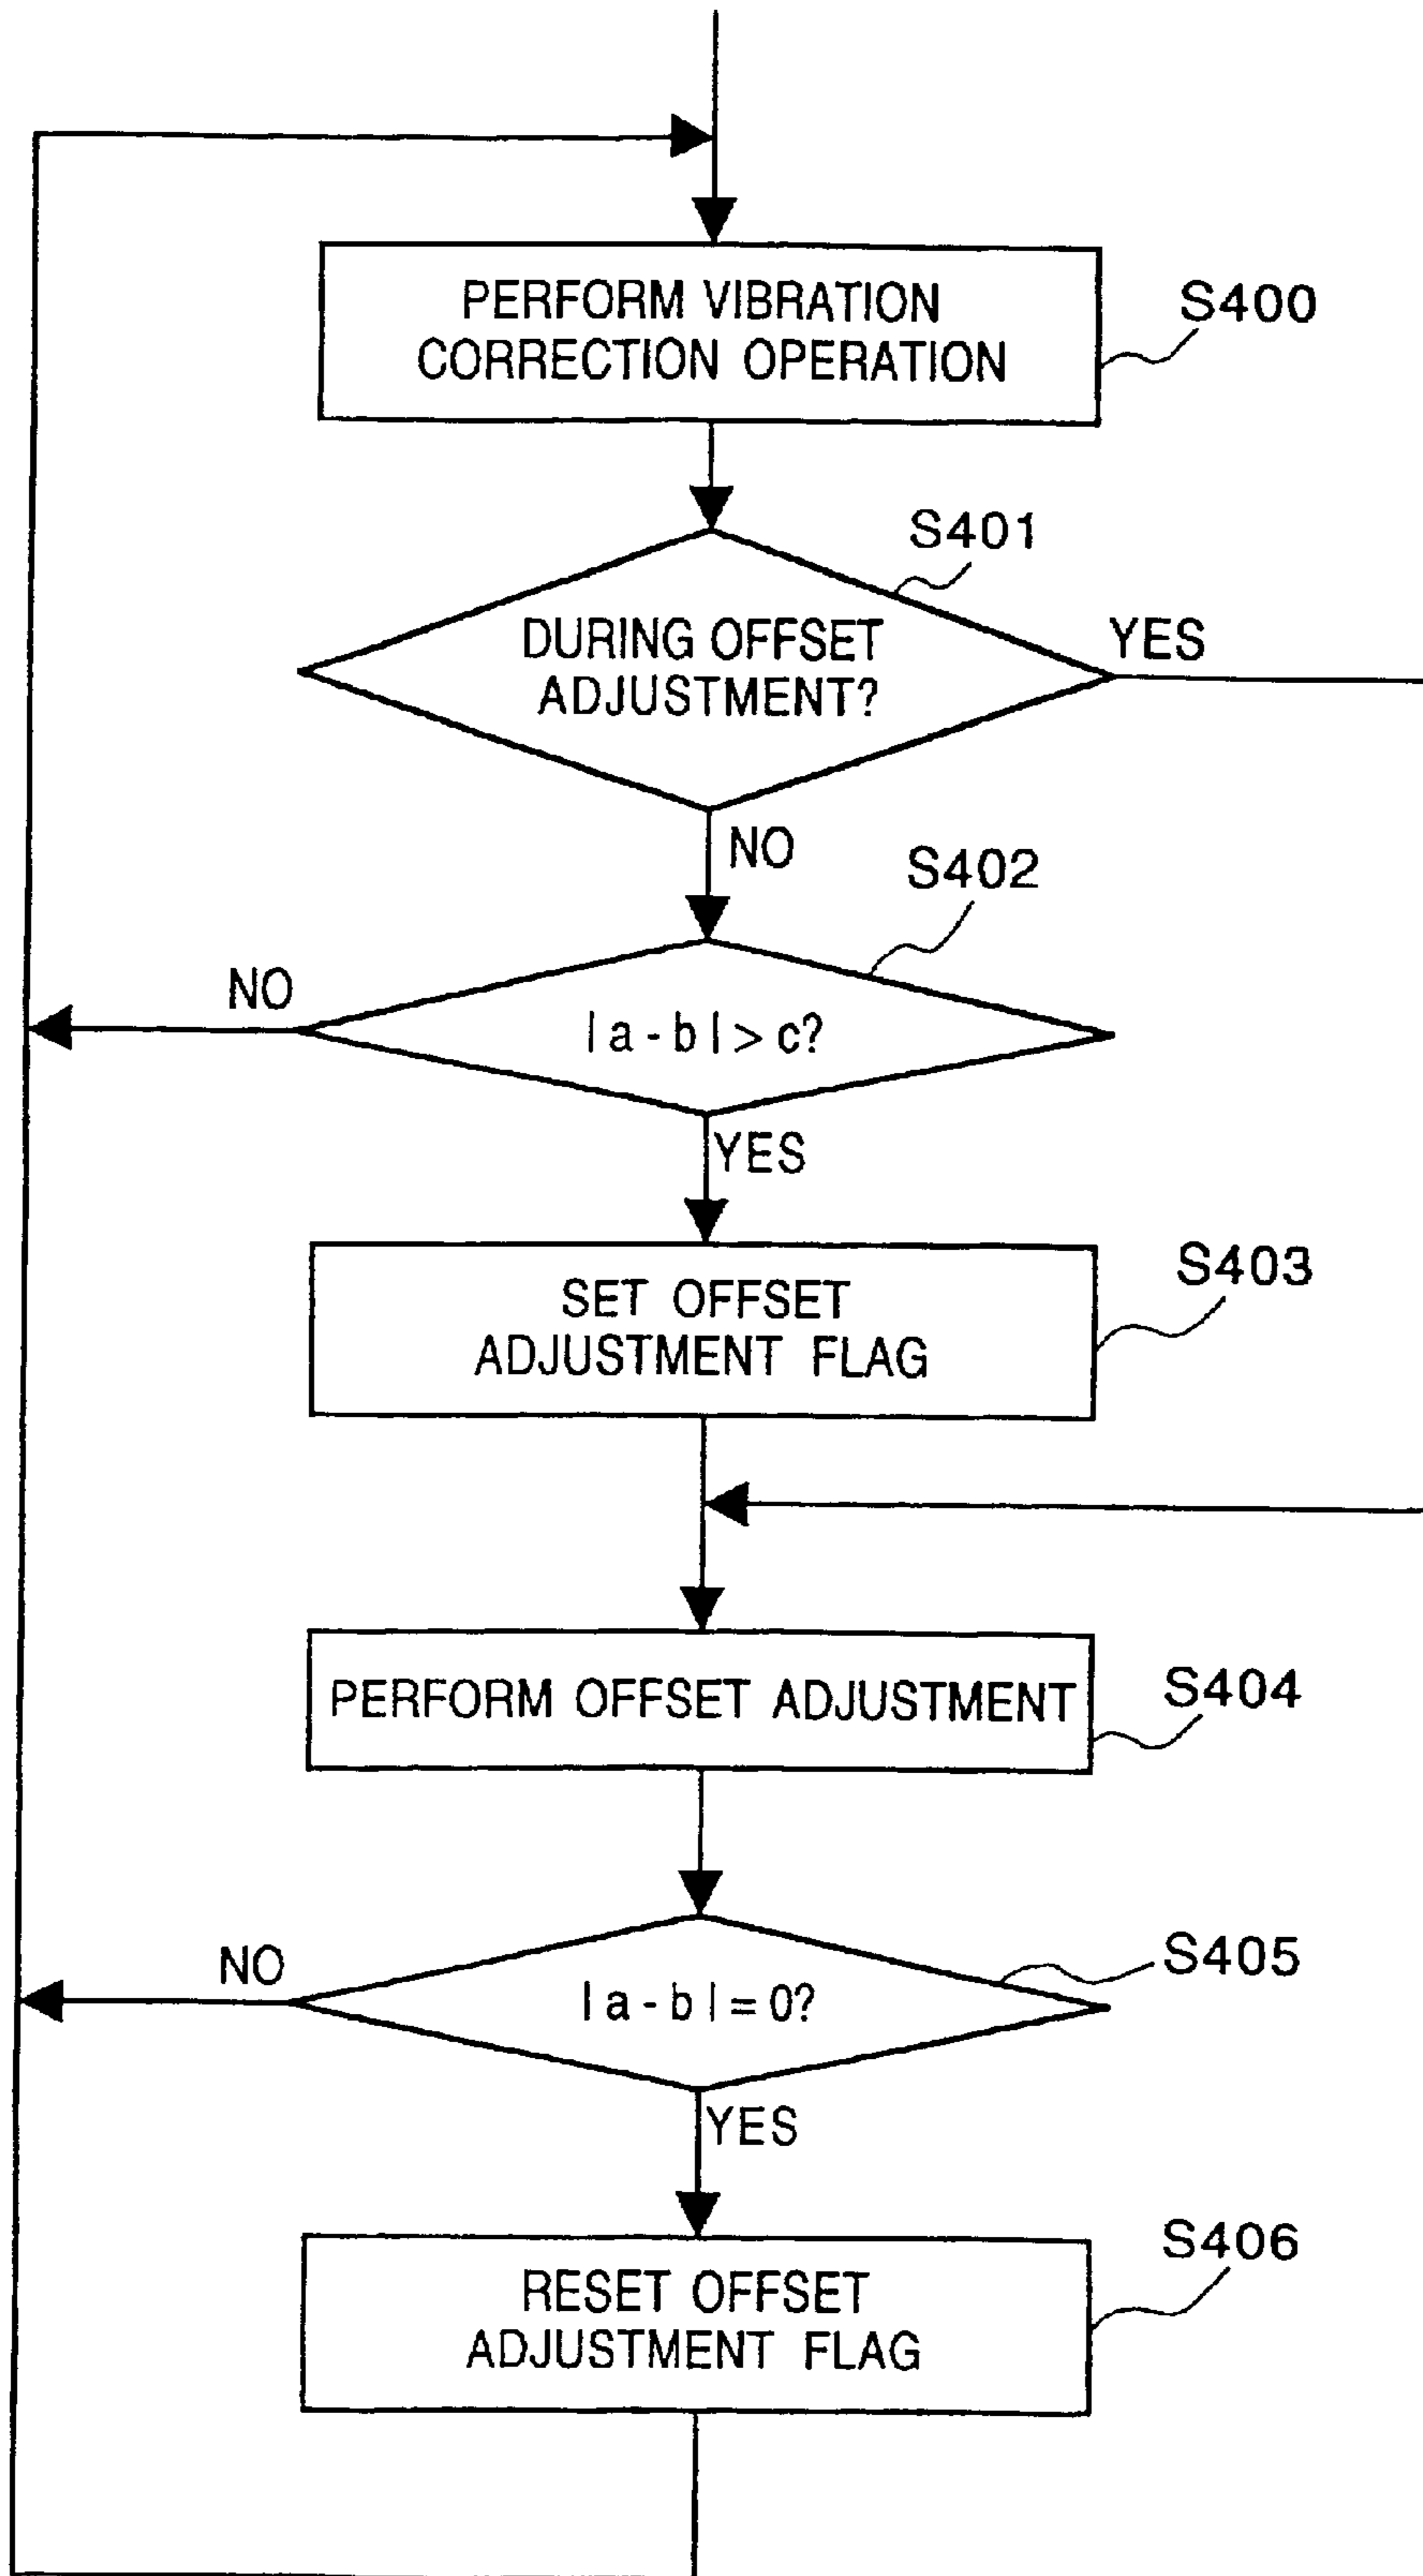 PERFORM VIBRATION
CORRECTION OPERATION
S400
S401
DURING OFFSET
ADJUSTMENT?
YES
NO
S402
NO
| a - b | > c?
YES
S403
SET OFFSET
ADJUSTMENT FLAG
PERFORM OFFSET ADJUSTMENT
S404
NO
| a - b | = 0?
S405
YES
S406
RESET OFFSET
ADJUSTMENT FLAG